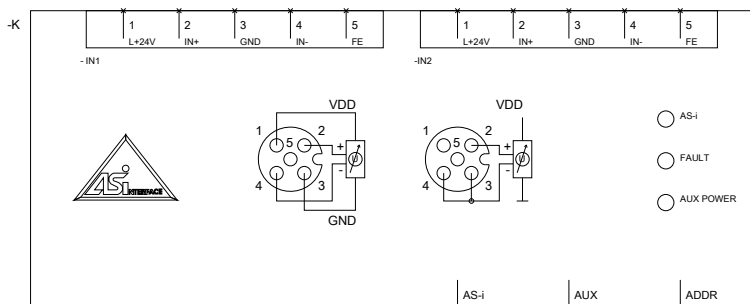 -K
1 2 3 4 5
L+24V IN+ GND IN- FE
- IN1
1 2 3 4 5
L+24V IN+ GND IN- FE
-IN2
VDD
1 5 2
+
U
-
4 3
GND
VDD
1 5 2
+
U
-
4 3
AS-i
FAULT
AUX POWER
ASi INTERFACE
AS-i AUX ADDR